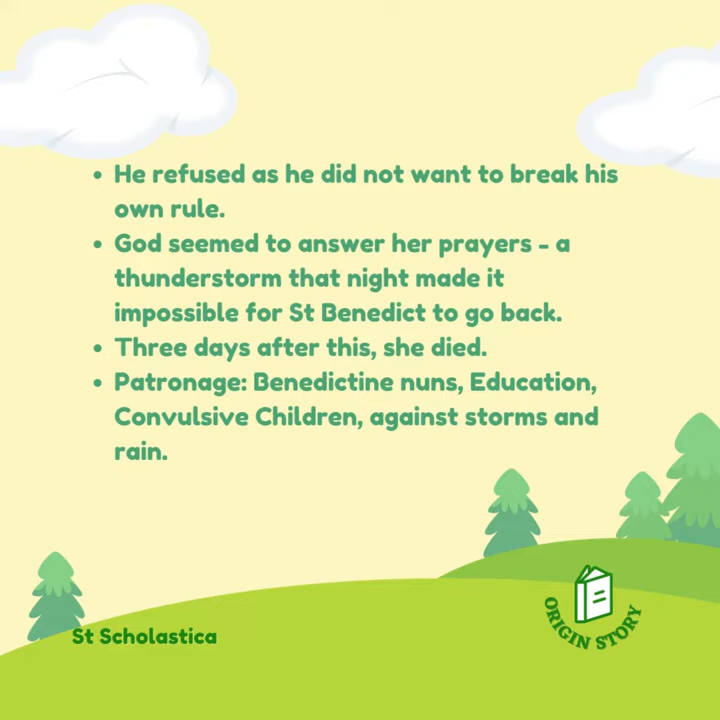 • He refused as he did not want to break his
own rule.
• God seemed to answer her prayers - a
thunderstorm that night made it
impossible for St Benedict to go back.
• Three days after this, she died.
• Patronage: Benedictine nuns, Education,
Convulsive Children, against storms and
rain.
St Scholastica
ORIGIN STORY